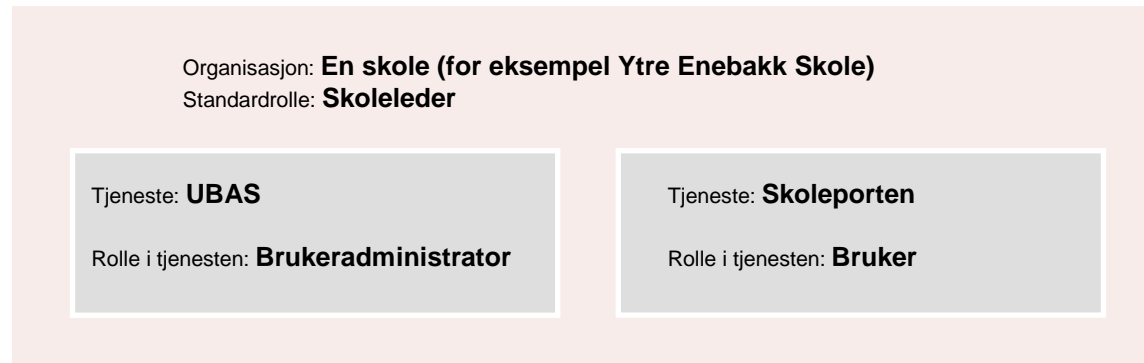 Organisasjon: En skole (for eksempel Ytre Enebakk Skole)
Standardrolle: Skoleleder
Tjeneste: UBAS
Rolle i tjenesten: Brukeradministrator
Tjeneste: Skoleporten
Rolle i tjenesten: Bruker